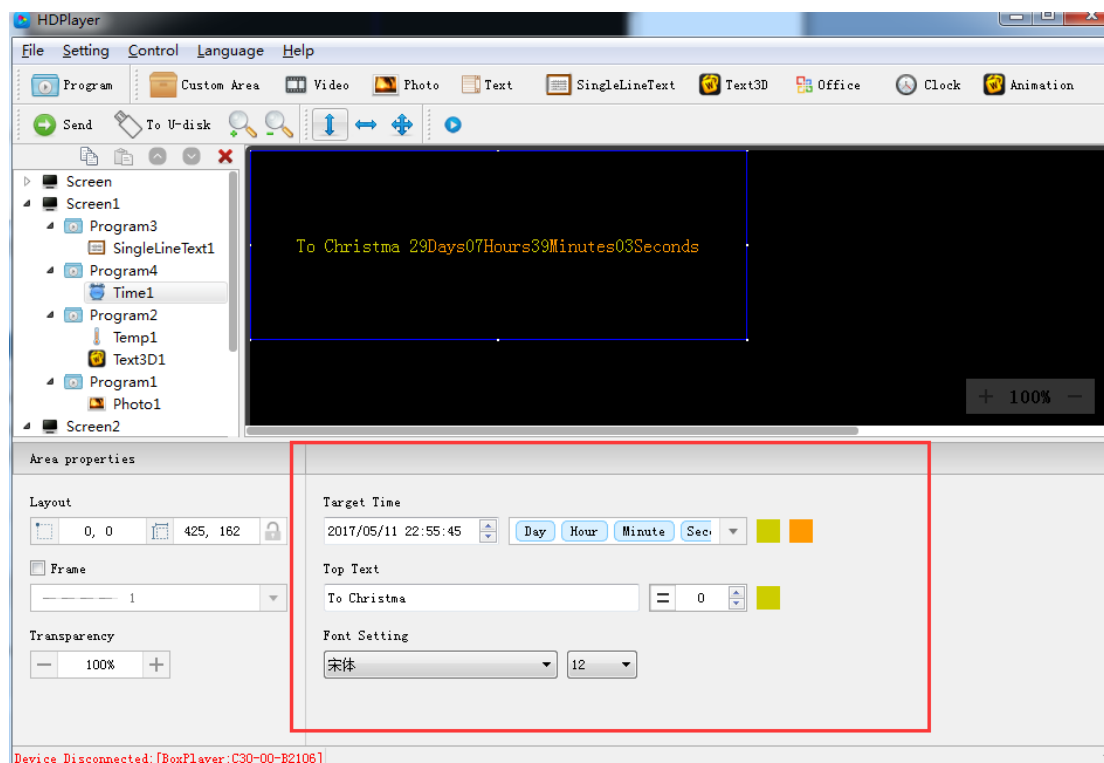 HDPlayer
File Setting Control Language Help
Program Custom Area Video Photo Text SingleLineText Text3D Office Clock Animation
Send To U-disk
Screen
Screen1
Program3
SingleLineText1
Program4
Time1
Program2
Temp1
Text3D1
Program1
Photo1
Screen2
To Christma 29Days07Hours39Minutes03Seconds
+ 100% −
Area properties
Layout
0, 0 425, 162
Frame
1
Transparency
− 100% +
Target Time
2017/05/11 22:55:45 Day Hour Minute Seco
Top Text
To Christma = 0
Font Setting
宋体 12
Device Disconnected:[BoxPlayer:C30-00-B2106]